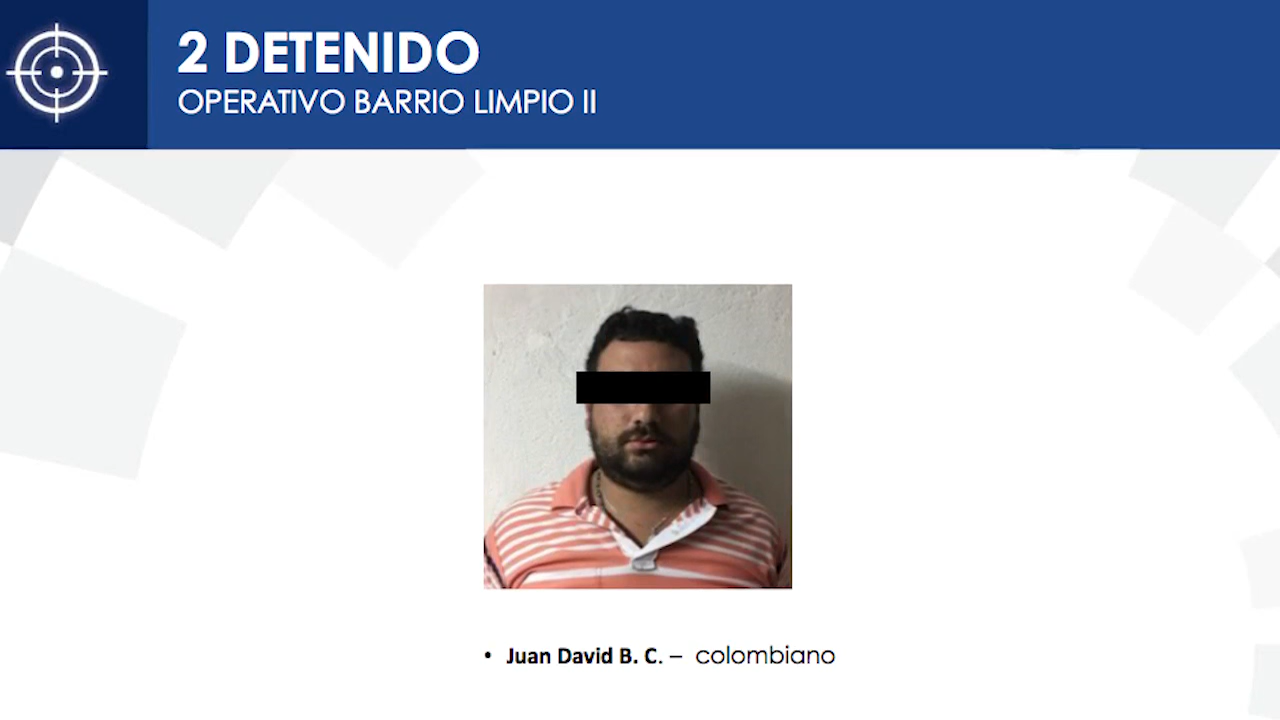 2 DETENIDO
OPERATIVO BARRIO LIMPIO II
• Juan David B. C. – colombiano